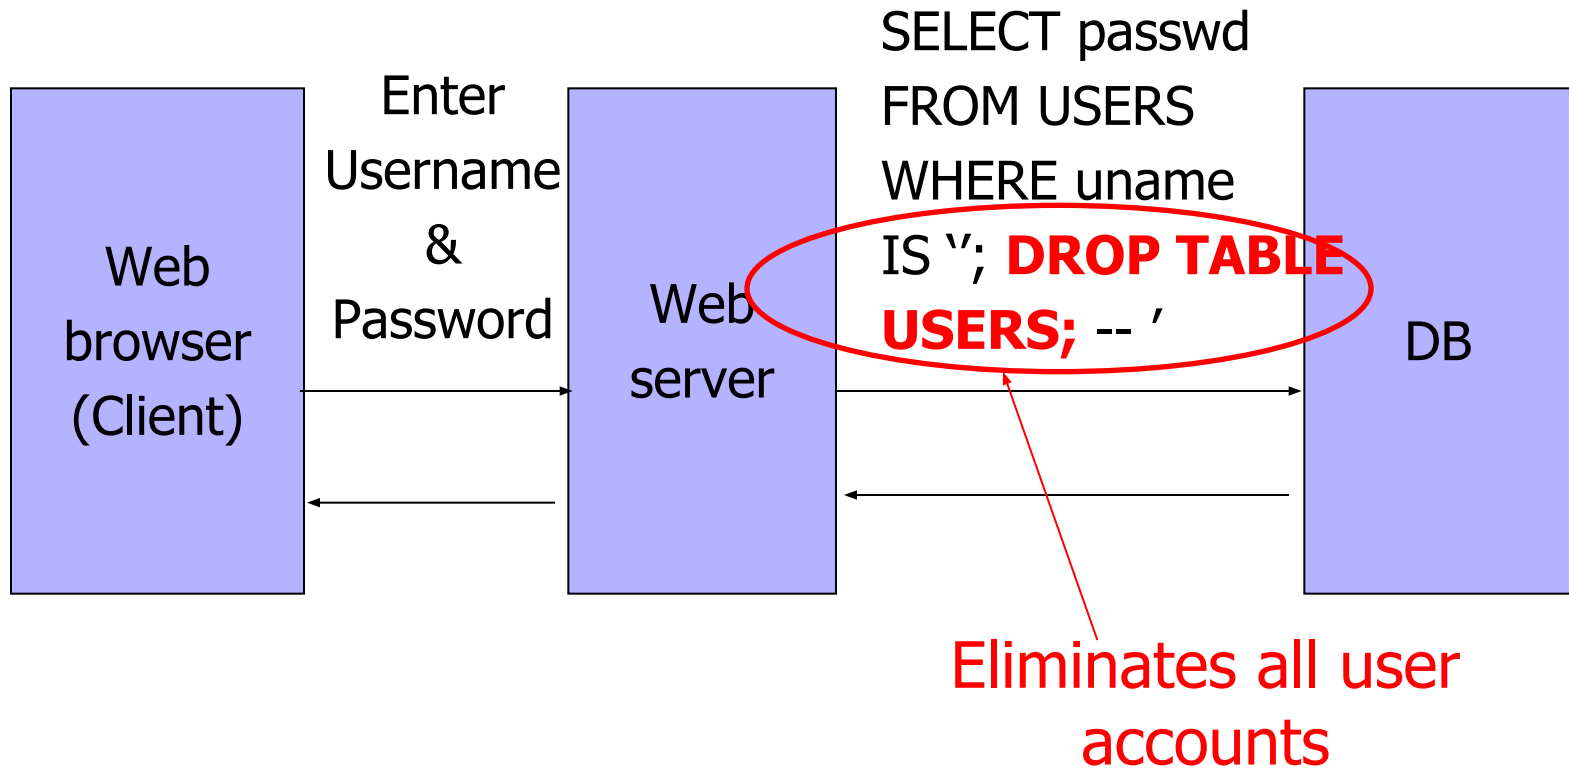 Web
browser
(Client)
Enter
Username
&
Password
Web
server
SELECT passwd
FROM USERS
WHERE uname
IS ‘’; DROP TABLE
USERS; -- ’
DB
Eliminates all user
accounts